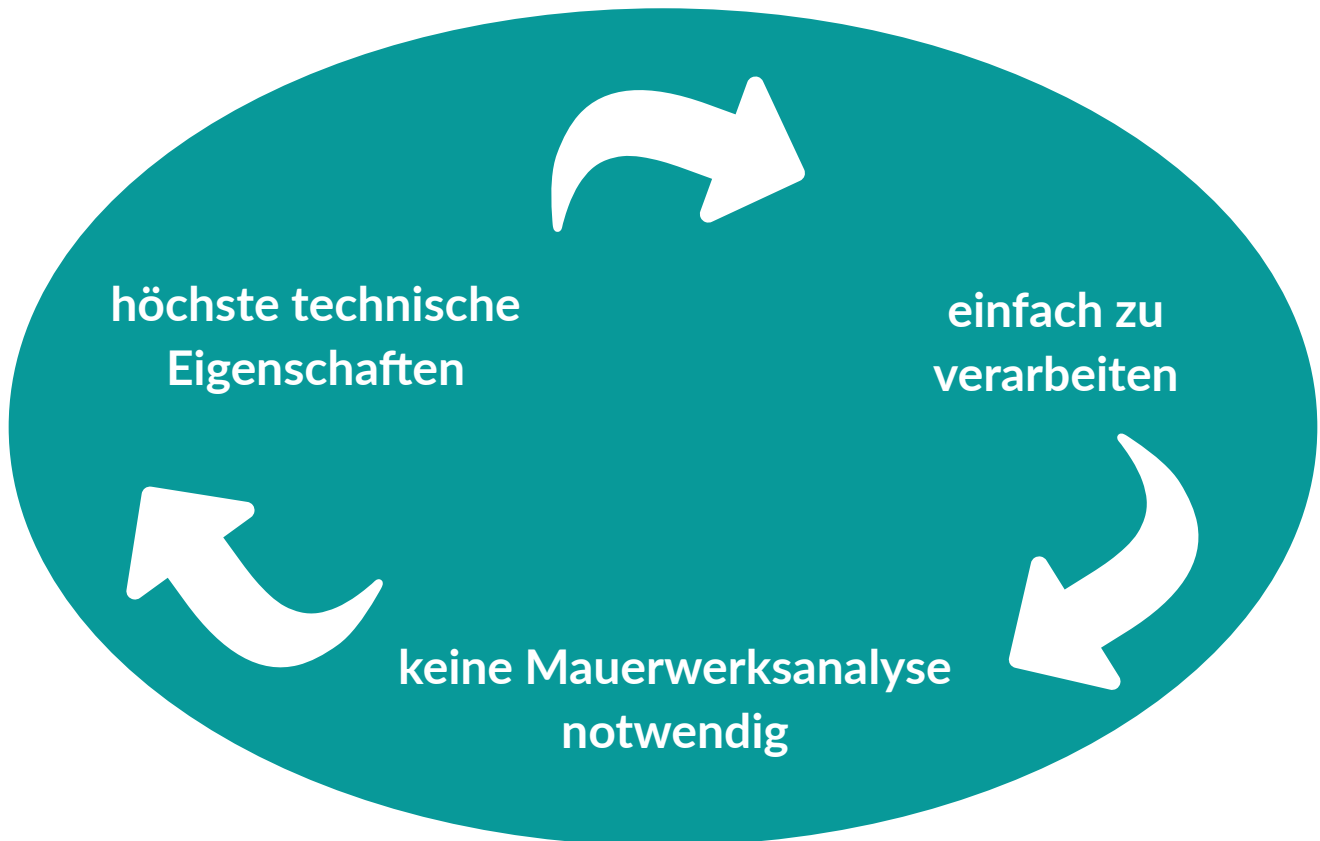 höchste technische
Eigenschaften
einfach zu
verarbeiten
keine Mauerwerksanalyse
notwendig